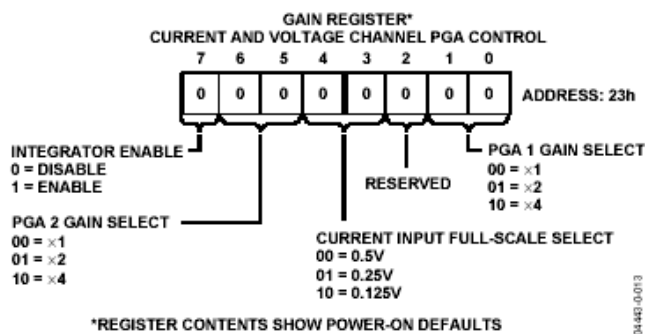 GAIN REGISTER*
CURRENT AND VOLTAGE CHANNEL PGA CONTROL
7 6 5 4 3 2 1 0
0 0 0 0 0 0 0 0 ADDRESS: 23h
INTEGRATOR ENABLE
0 = DISABLE
1 = ENABLE
RESERVED
PGA 1 GAIN SELECT
00 = ×1
01 = ×2
10 = ×4
PGA 2 GAIN SELECT
00 = ×1
01 = ×2
10 = ×4
CURRENT INPUT FULL-SCALE SELECT
00 = 0.5V
01 = 0.25V
10 = 0.125V
*REGISTER CONTENTS SHOW POWER-ON DEFAULTS
04443-0-013